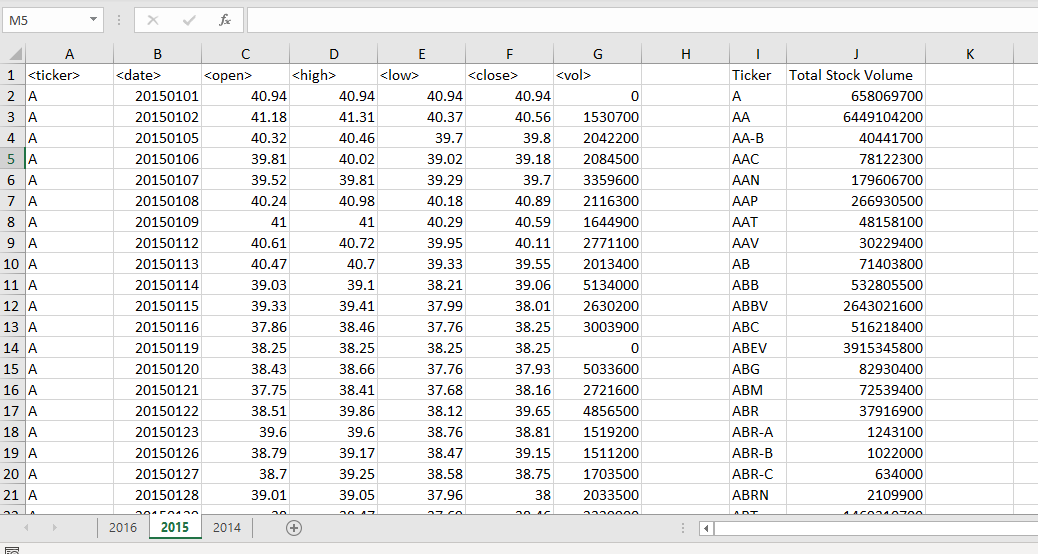 M5 fx
A B C D E F G H I J K
1 <ticker> <date> <open> <high> <low> <close> <vol> Ticker Total Stock Volume
2 A 20150101 40.94 40.94 40.94 40.94 0 A 658069700
3 A 20150102 41.18 41.31 40.37 40.56 1530700 AA 6449104200
4 A 20150105 40.32 40.46 39.7 39.8 2042200 AA-B 40441700
5 A 20150106 39.81 40.02 39.02 39.18 2084500 AAC 78122300
6 A 20150107 39.52 39.81 39.29 39.7 3359600 AAN 179606700
7 A 20150108 40.24 40.98 40.18 40.89 2116300 AAP 266930500
8 A 20150109 41 41 40.29 40.59 1644900 AAT 48158100
9 A 20150112 40.61 40.72 39.95 40.11 2771100 AAV 30229400
10 A 20150113 40.47 40.7 39.33 39.55 2013400 AB 71403800
11 A 20150114 39.03 39.1 38.21 39.06 5134000 ABB 532805500
12 A 20150115 39.33 39.41 37.99 38.01 2630200 ABBV 2643021600
13 A 20150116 37.86 38.46 37.76 38.25 3003900 ABC 516218400
14 A 20150119 38.25 38.25 38.25 38.25 0 ABEV 3915345800
15 A 20150120 38.43 38.66 37.76 37.93 5033600 ABG 82930400
16 A 20150121 37.75 38.41 37.68 38.16 2721600 ABM 72539400
17 A 20150122 38.51 39.86 38.12 39.65 4856500 ABR 37916900
18 A 20150123 39.6 39.6 38.76 38.81 1519200 ABR-A 1243100
19 A 20150126 38.79 39.17 38.47 39.15 1511200 ABR-B 1022000
20 A 20150127 38.7 39.25 38.58 38.75 1703500 ABR-C 634000
21 A 20150128 39.01 39.05 37.96 38 2033500 ABRN 2109900
2016 2015 2014